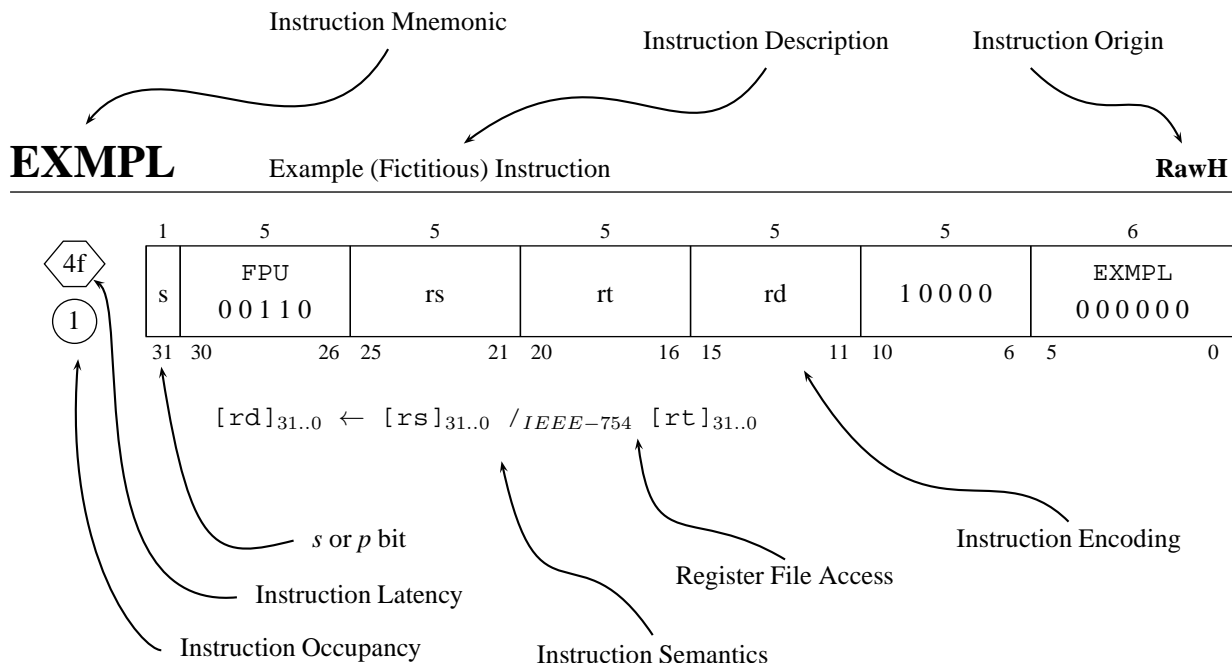 Instruction Mnemonic
Instruction Description
Instruction Origin
EXMPL Example (Fictitious) Instruction RawH
1 5 5 5 5 5 6
4f
s FPU 00110 rs rt rd 10000 EXMPL 000000
1
31 30 26 25 21 20 16 15 11 10 6 5 0
[rd]31..0 ← [rs]31..0 /IEEE−754 [rt]31..0
s or p bit
Instruction Encoding
Register File Access
Instruction Latency
Instruction Occupancy
Instruction Semantics